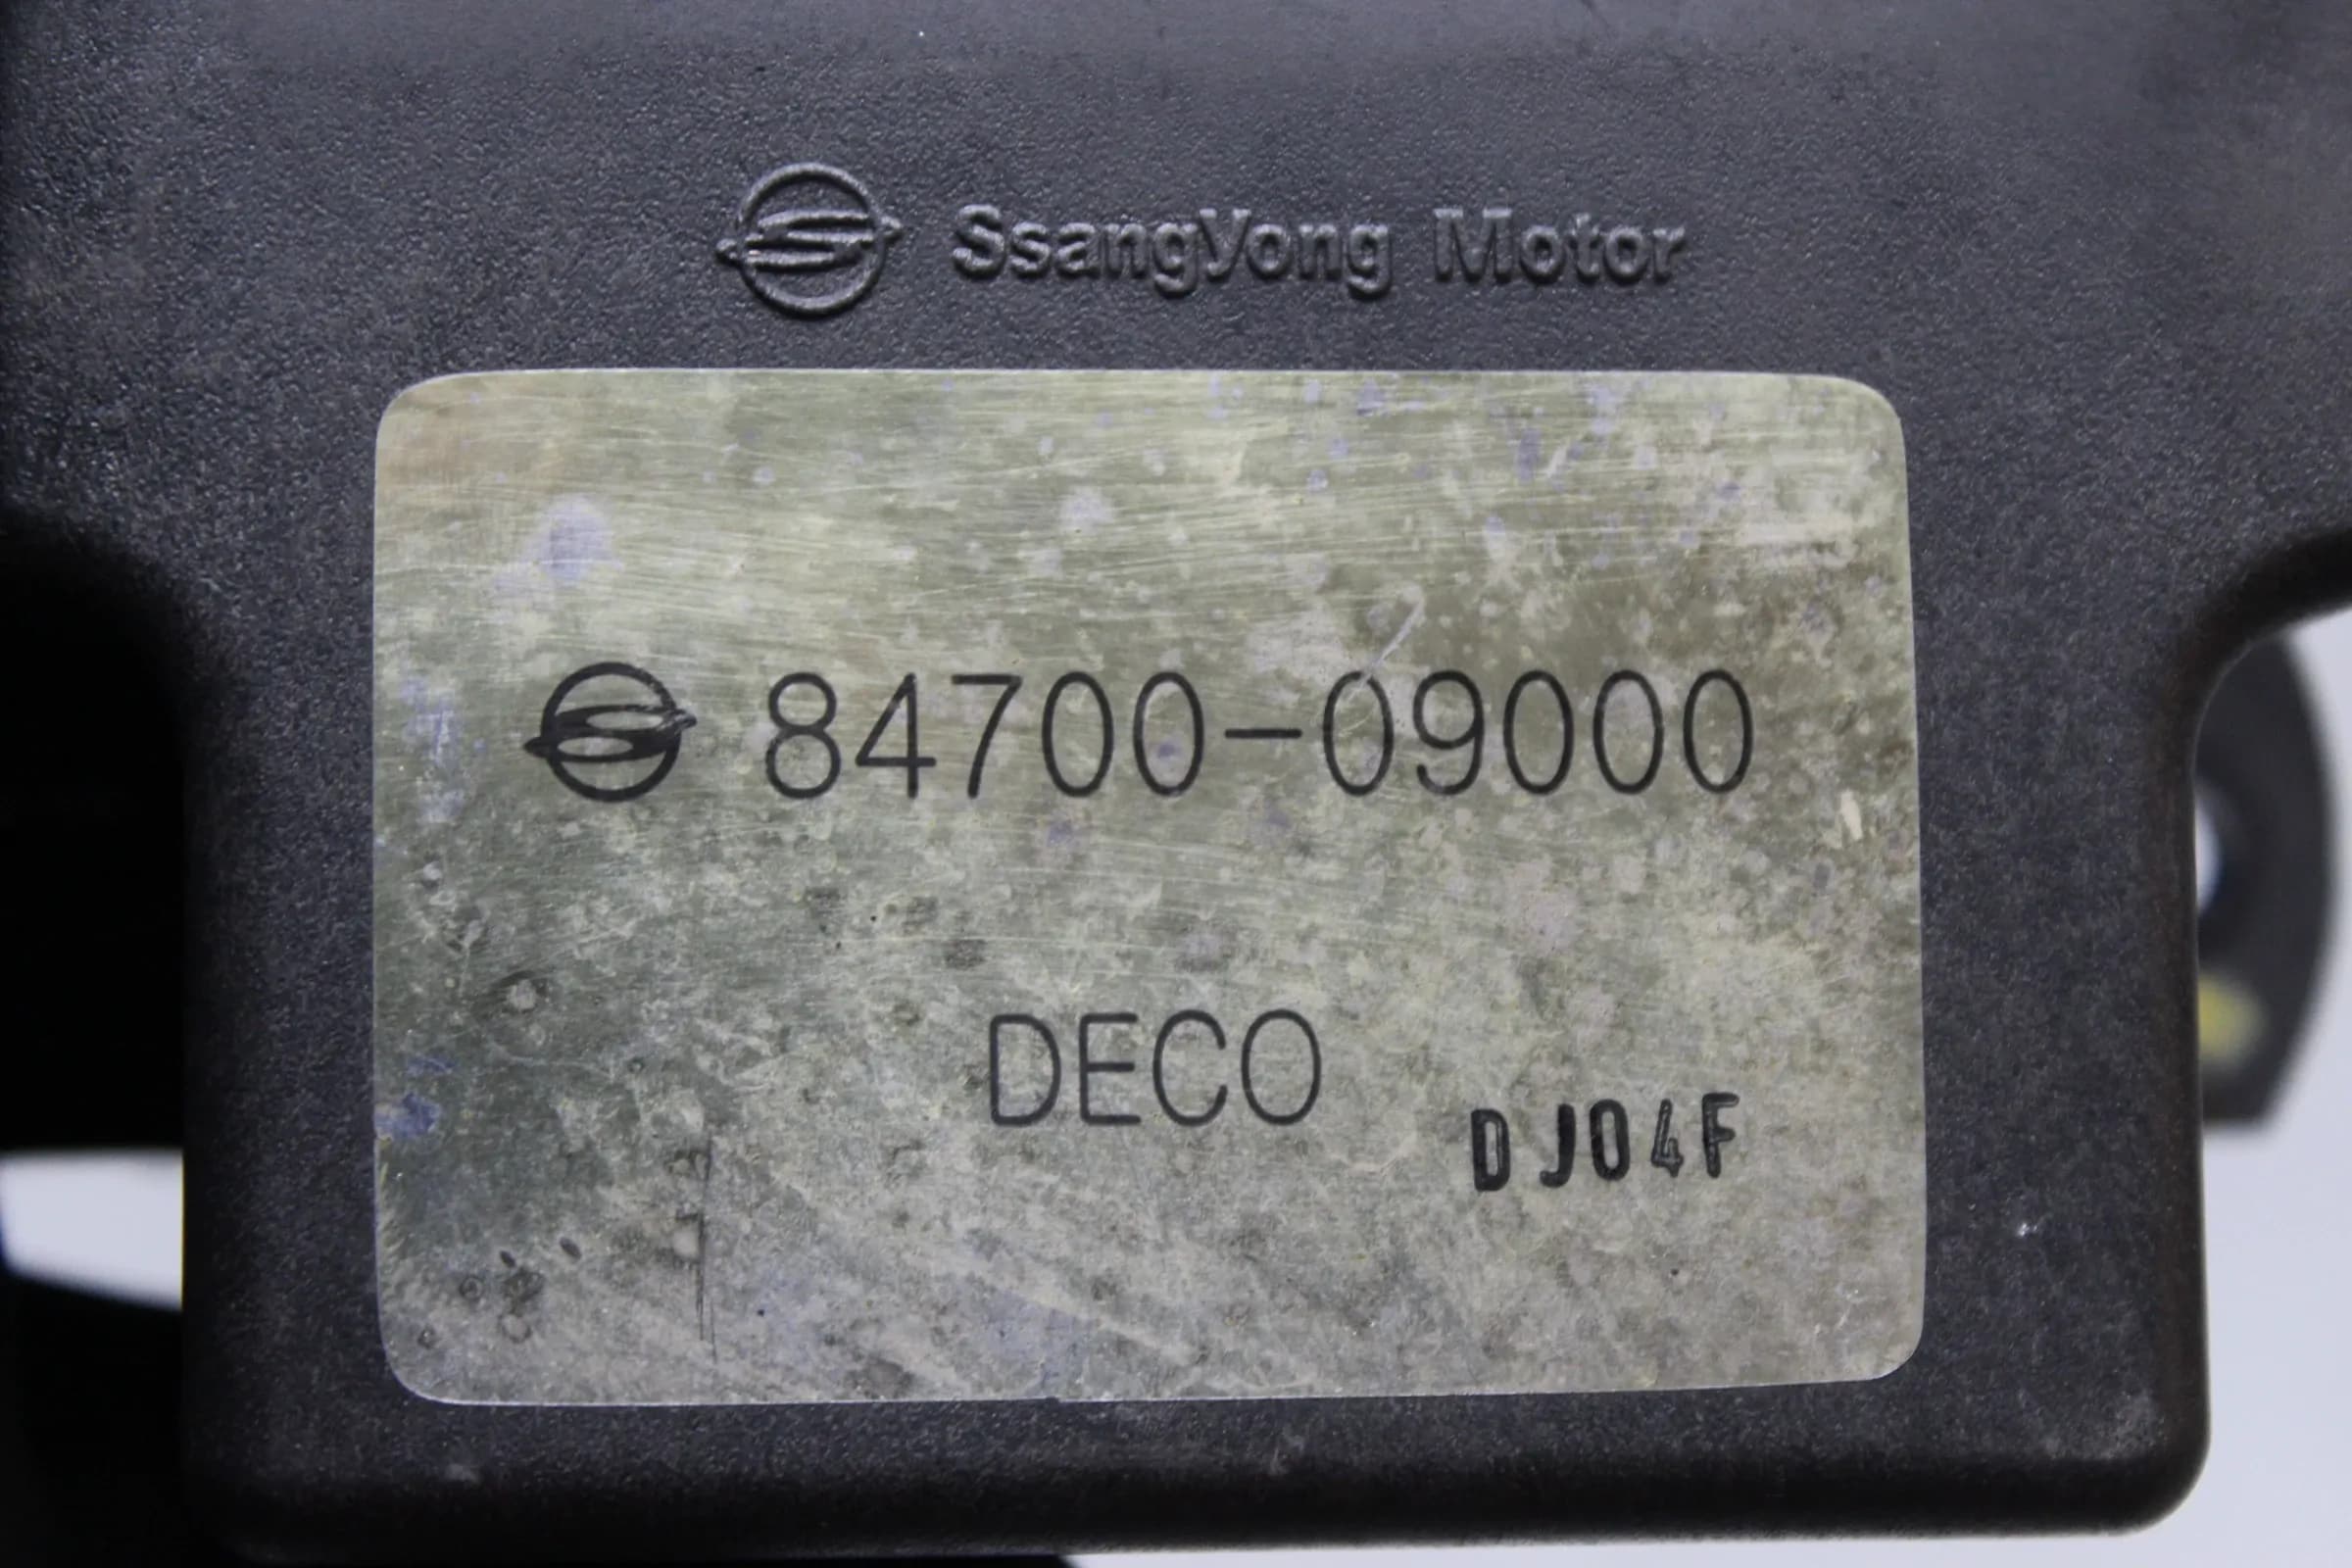 SsangYong Motor
84700-09000
DECO
DJ04F